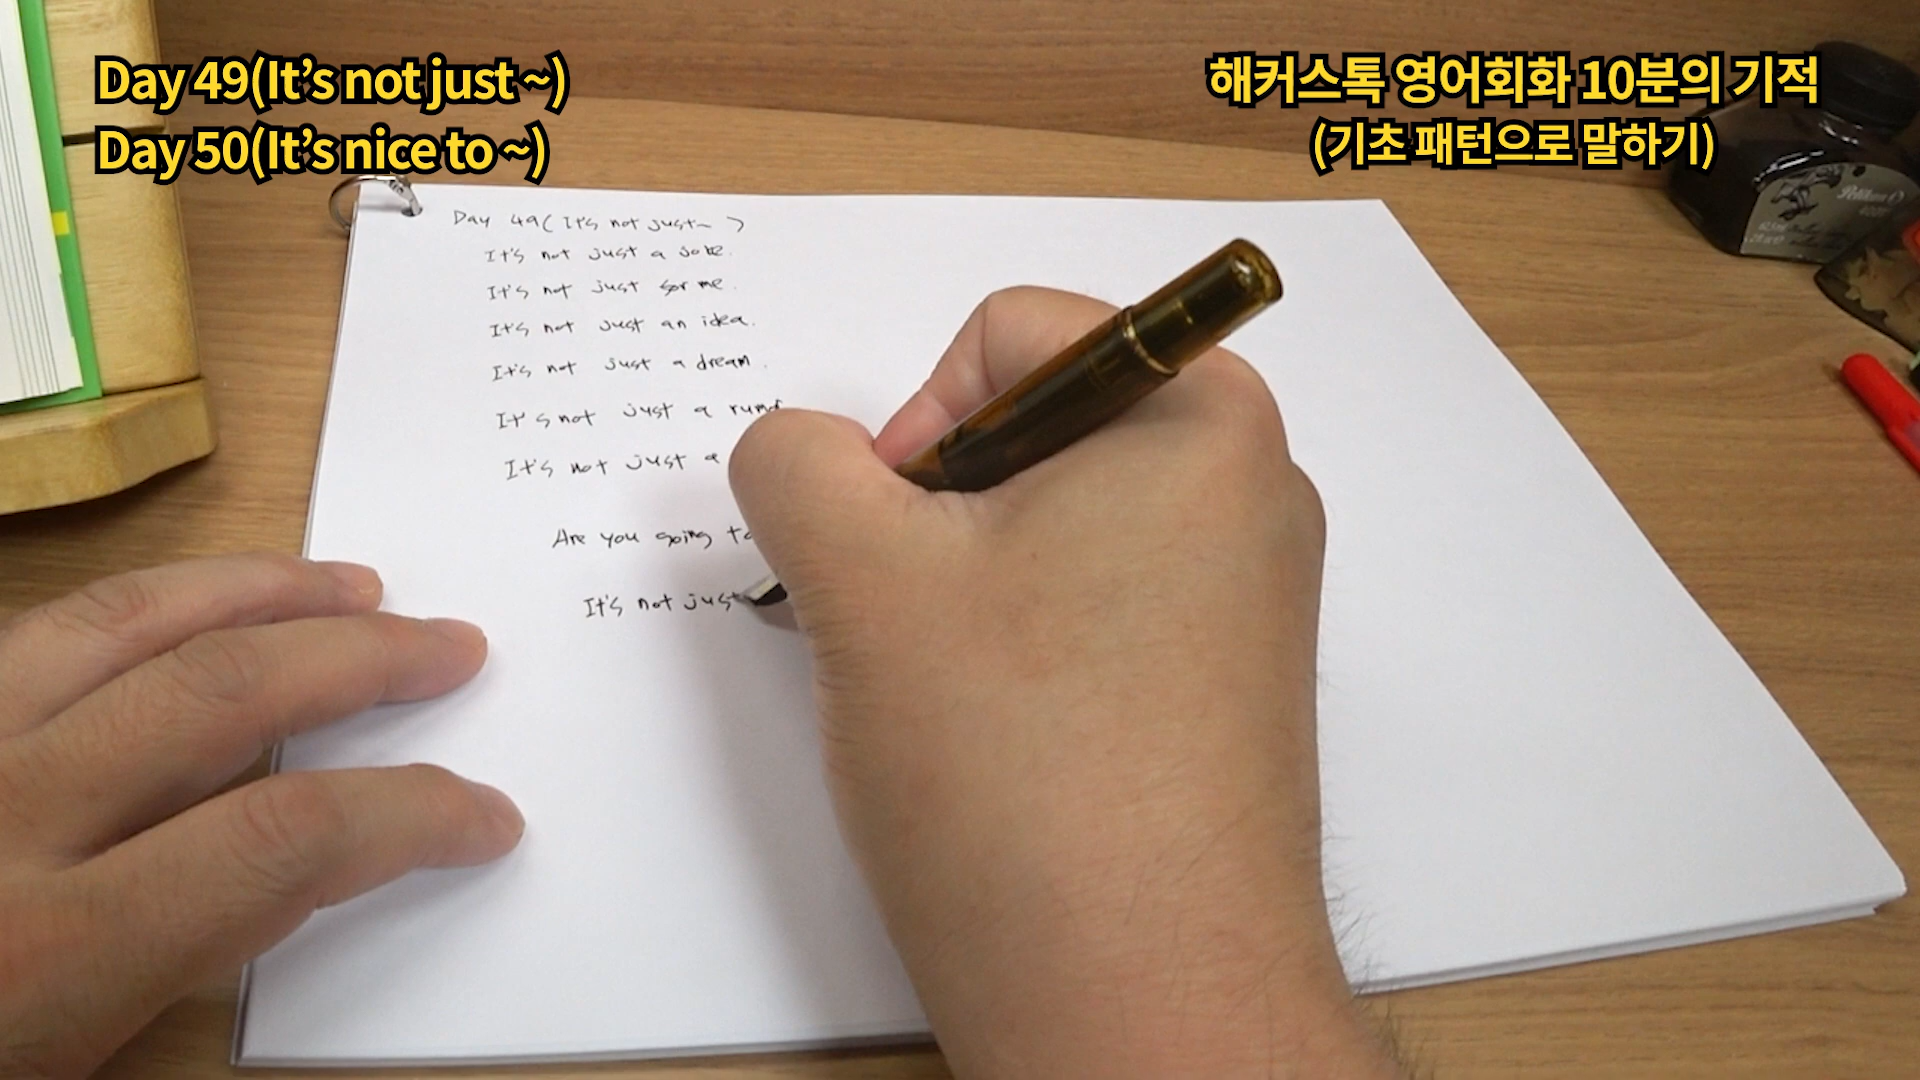 Day 49(It's not just ~)
Day 50(It's nice to ~)
해커스톡 영어회화 10분의 기적
(기초 패턴으로 말하기)
Day 49(It's not just~ )
It's not just a joke.
It's not just for me.
It's not just an idea.
It's not just a dream.
It's not just a
It's not just a
Are you going to
It's not just
Pelikan